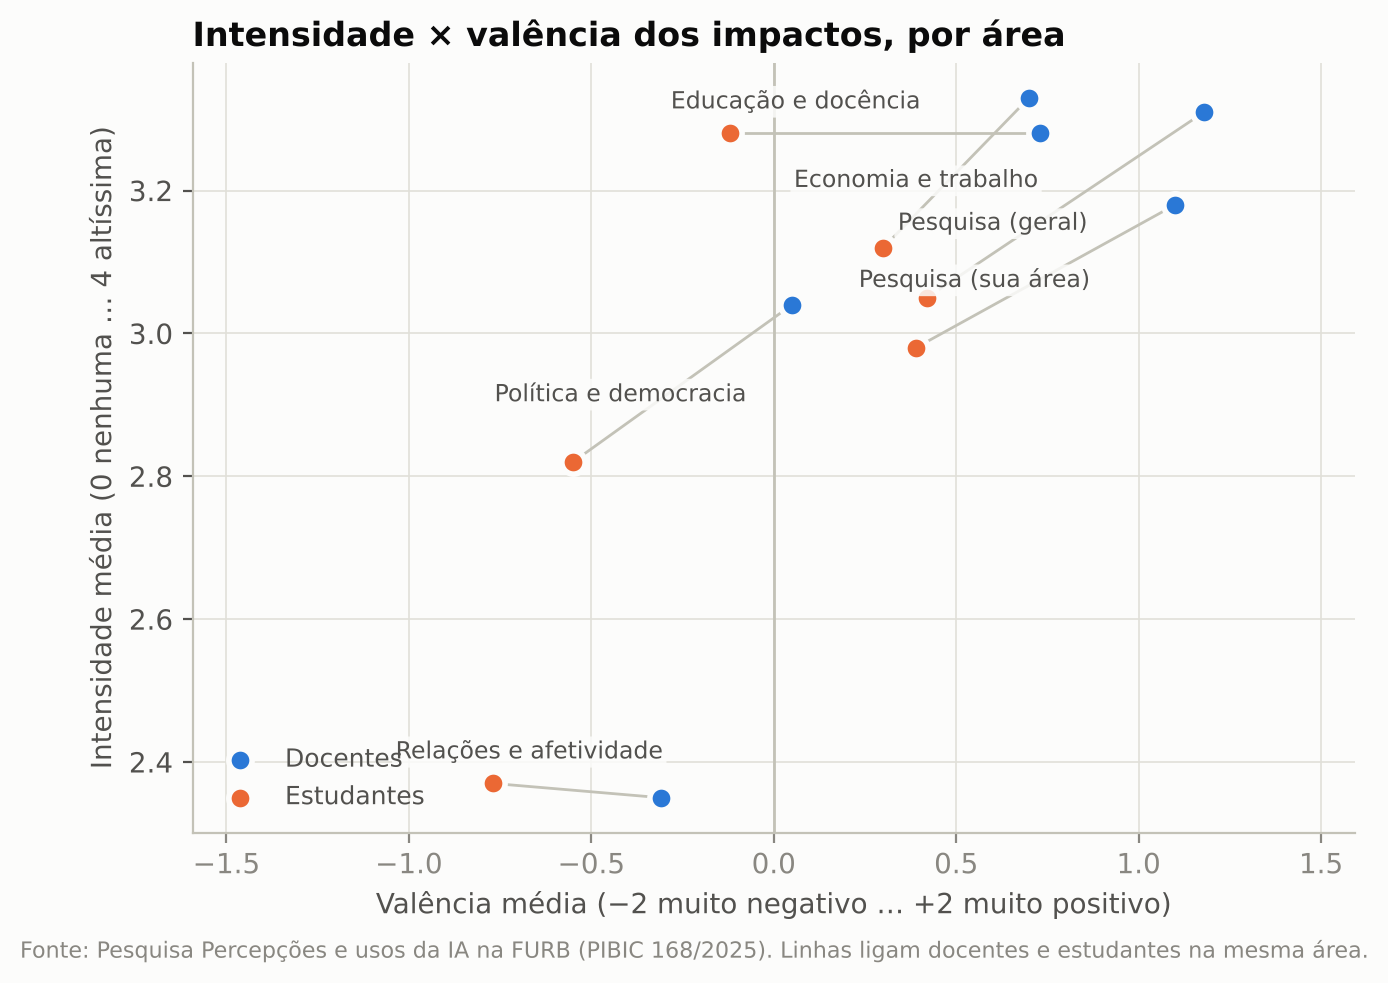 Intensidade × valência dos impactos, por área
Educação e docência
Economia e trabalho
Pesquisa (geral)
Pesquisa (sua área)
Política e democracia
Relações e afetividade
Docentes
Estudantes
Intensidade média (0 nenhuma … 4 altíssima)
3.2
3.0
2.8
2.6
2.4
−1.5
−1.0
−0.5
0.0
0.5
1.0
1.5
Valência média (−2 muito negativo … +2 muito positivo)
Fonte: Pesquisa Percepções e usos da IA na FURB (PIBIC 168/2025). Linhas ligam docentes e estudantes na mesma área.